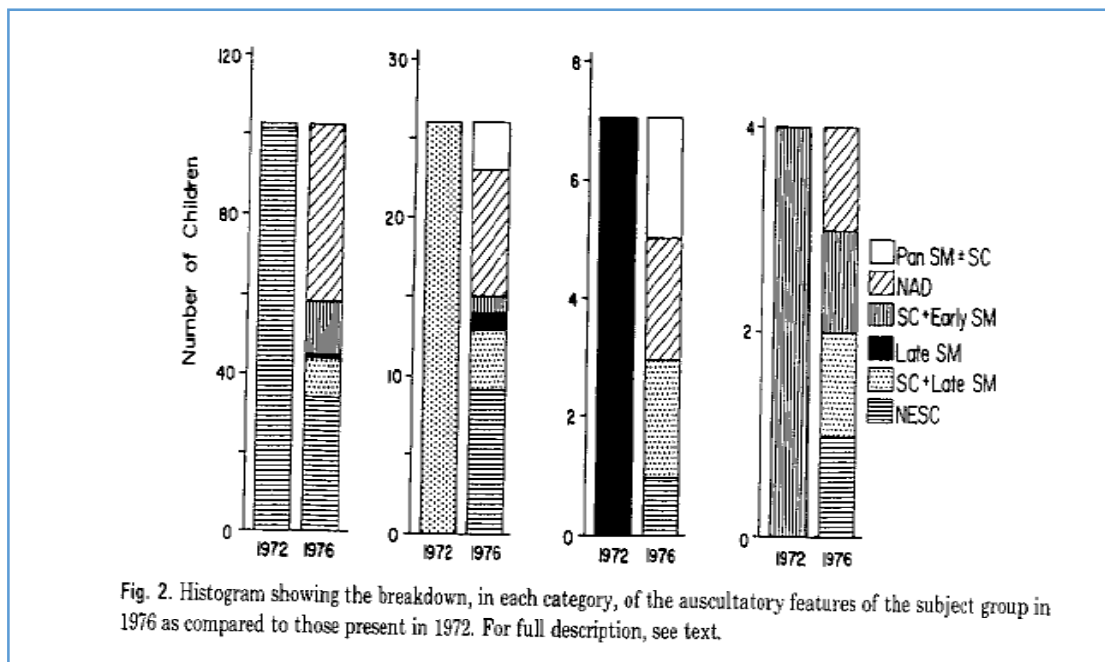 120
80
40
0
Number of Children
1972 1976
30
20
10
0
1972 1976
8
6
4
2
0
1972 1976
4
2
0
1972 1976
Pan SM ± SC
NAD
SC+Early SM
Late SM
SC+Late SM
NESC
Fig. 2. Histogram showing the breakdown, in each category, of the auscultatory features of the subject group in
1976 as compared to those present in 1972. For full description, see text.